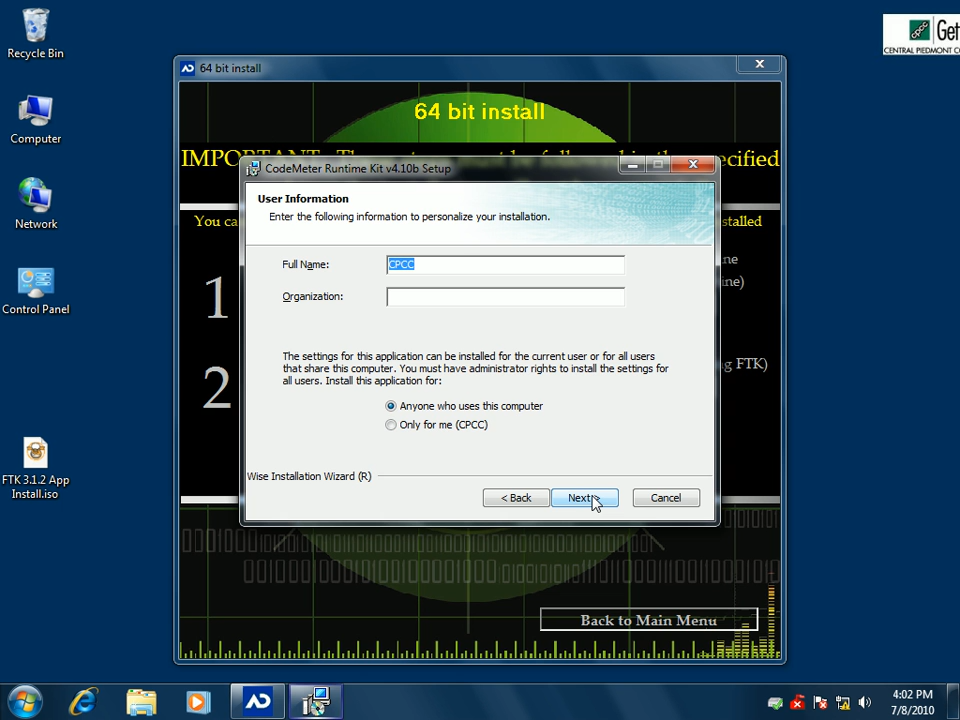 Recycle Bin
Computer
Network
Control Panel
FTK 3.1.2 App
Install.iso
Get
CENTRAL PIEDMONT CO
64 bit install
64 bit install
You ca
stalled
1
2
CodeMeter Runtime Kit v4.10b Setup
User Information
Enter the following information to personalize your installation.
Full Name:
CPCC
Organization:
The settings for this application can be installed for the current user or for all users
that share this computer. You must have administrator rights to install the settings for
all users. Install this application for:
Anyone who uses this computer
Only for me (CPCC)
Wise Installation Wizard (R)
< Back
Next >
Cancel
ing FTK)
Back to Main Menu
4:02 PM
7/8/2010